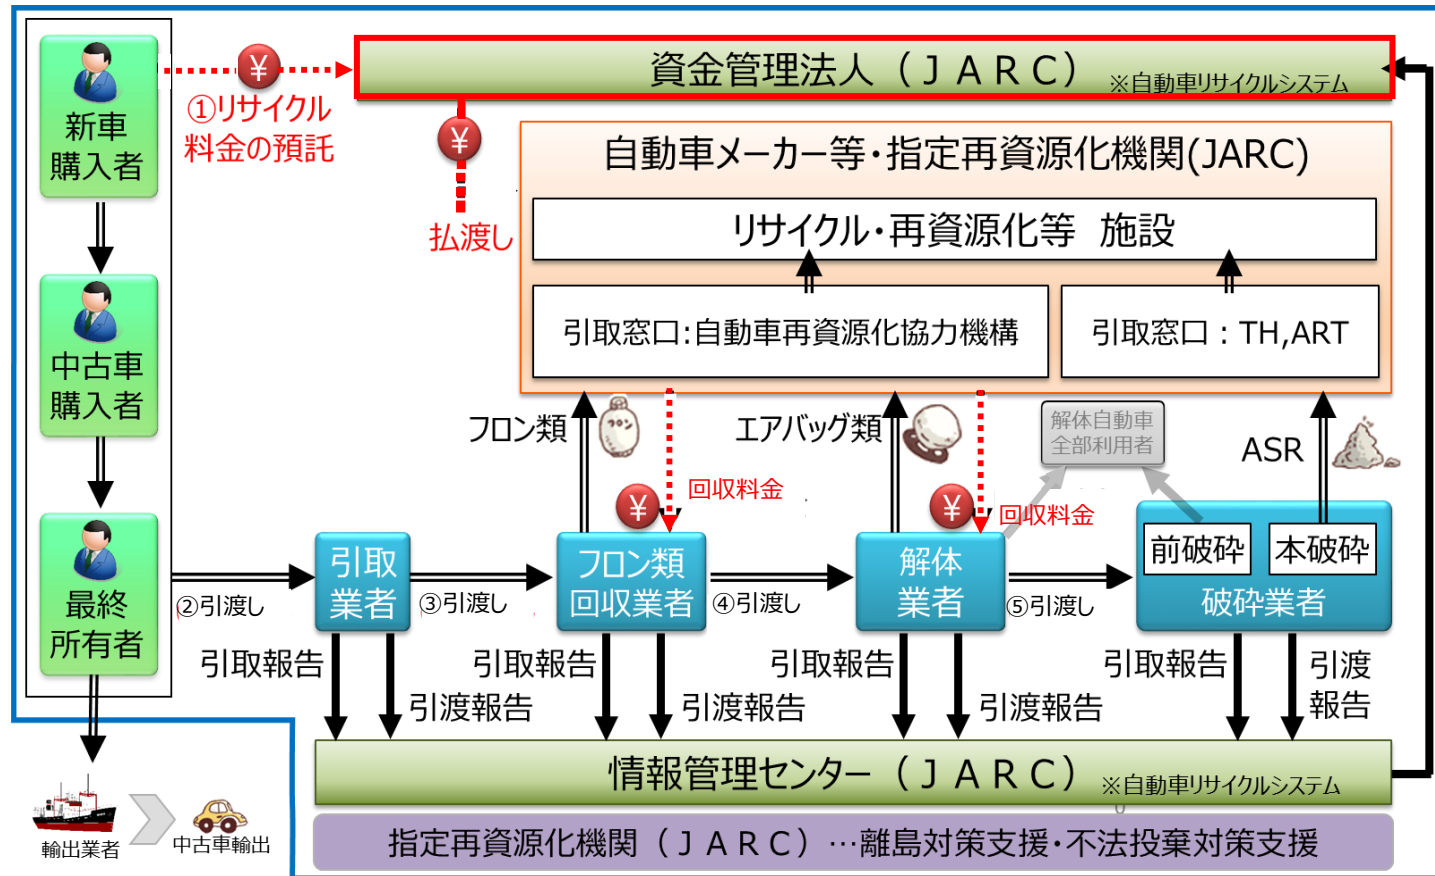 資金管理法人（ＪＡＲＣ） ※自動車リサイクルシステム
¥
①リサイクル
料金の預託
新車
購入者
¥
払渡し
自動車メーカー等・指定再資源化機関(JARC)
リサイクル・再資源化等 施設
引取窓口:自動車再資源化協力機構
引取窓口：TH,ART
中古車
購入者
フロン類
フロン
エアバッグ類
解体自動車
全部利用者
ASR
¥
回収料金
¥
回収料金
最終
所有者
②引渡し
引取
業者
③引渡し
フロン類
回収業者
④引渡し
解体
業者
⑤引渡し
前破砕
本破砕
破砕業者
引取報告
引渡報告
引取報告
引渡報告
引取報告
引渡報告
引取報告
引渡
報告
情報管理センター（ＪＡＲＣ） ※自動車リサイクルシステム
輸出業者
中古車輸出
指定再資源化機関（ＪＡＲＣ）…離島対策支援・不法投棄対策支援